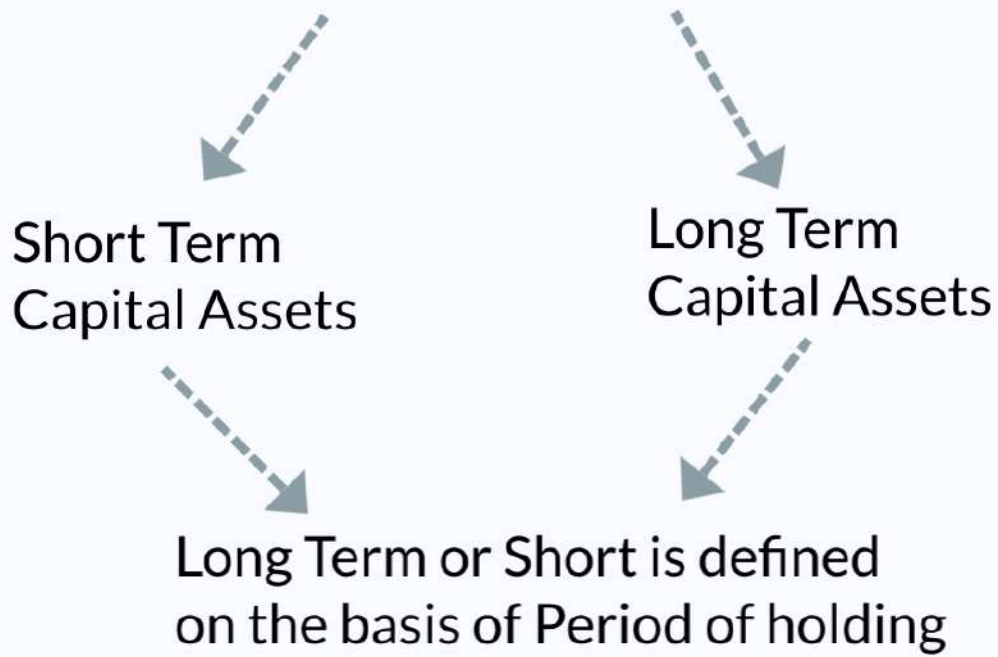 Short Term
Capital Assets
Long Term
Capital Assets
Long Term or Short is defined
on the basis of Period of holding